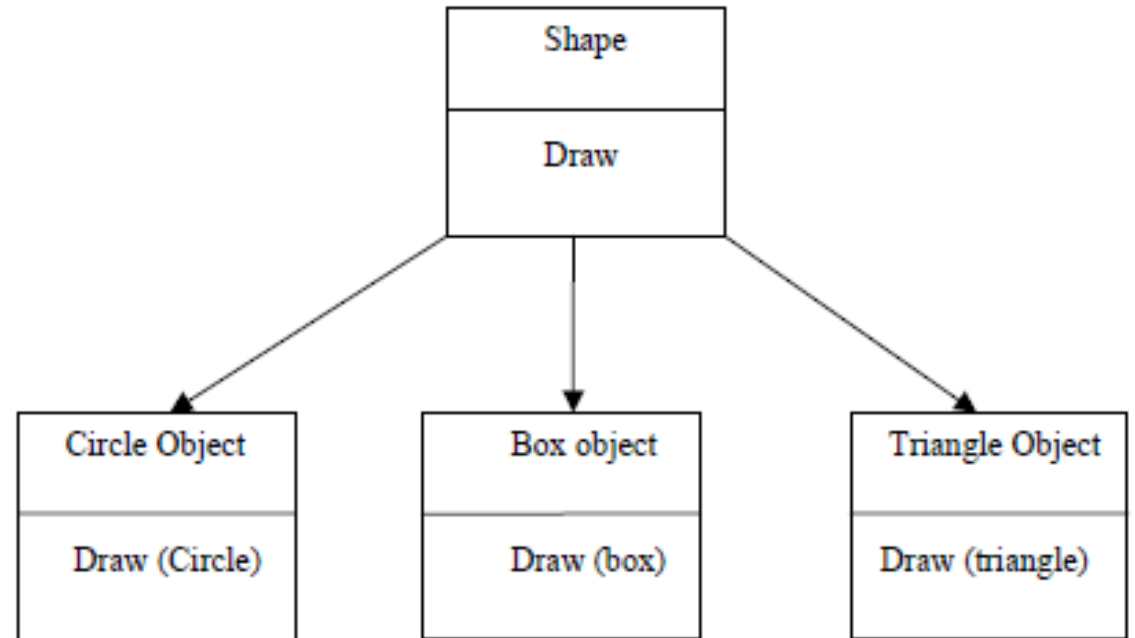 Shape
Draw
Circle Object
Box object
Triangle Object
Draw (Circle)
Draw (box)
Draw (triangle)